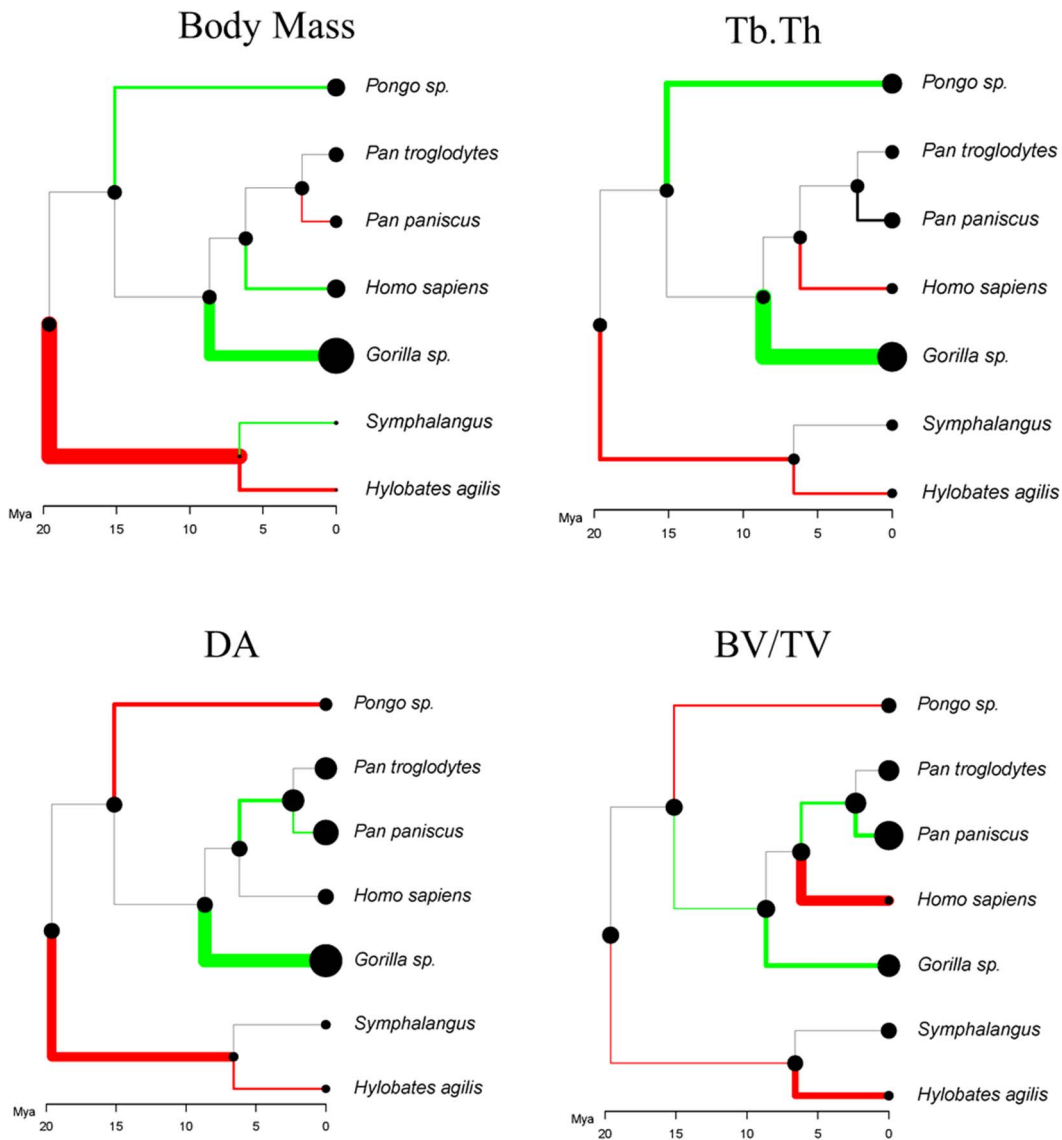 Body Mass
Pongo sp.
Pan troglodytes
Pan paniscus
Homo sapiens
Gorilla sp.
Symphalangus
Hylobates agilis
Mya
20 15 10 5 0
Tb.Th
Pongo sp.
Pan troglodytes
Pan paniscus
Homo sapiens
Gorilla sp.
Symphalangus
Hylobates agilis
Mya
20 15 10 5 0
DA
Pongo sp.
Pan troglodytes
Pan paniscus
Homo sapiens
Gorilla sp.
Symphalangus
Hylobates agilis
Mya
20 15 10 5 0
BV/TV
Pongo sp.
Pan troglodytes
Pan paniscus
Homo sapiens
Gorilla sp.
Symphalangus
Hylobates agilis
Mya
20 15 10 5 0